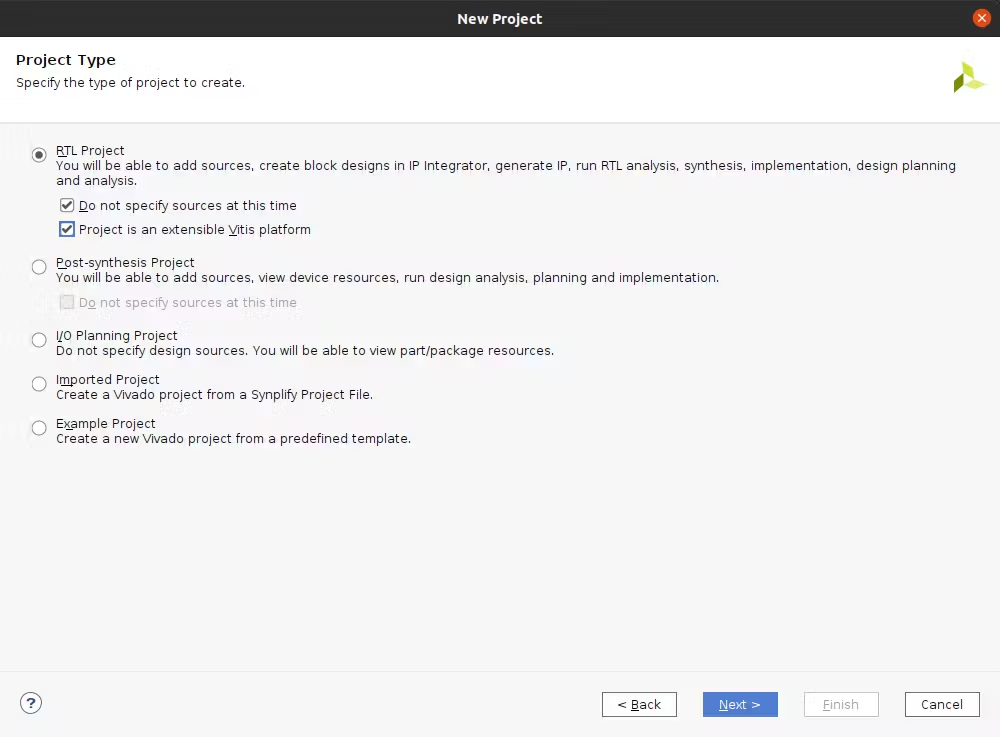 New Project
Project Type
Specify the type of project to create.
RTL Project
You will be able to add sources, create block designs in IP Integrator, generate IP, run RTL analysis, synthesis, implementation, design planning
and analysis.
Do not specify sources at this time
Project is an extensible Vitis platform
Post-synthesis Project
You will be able to add sources, view device resources, run design analysis, planning and implementation.
Do not specify sources at this time
I/O Planning Project
Do not specify design sources. You will be able to view part/package resources.
Imported Project
Create a Vivado project from a Synplify Project File.
Example Project
Create a new Vivado project from a predefined template.
?
< Back
Next >
Finish
Cancel